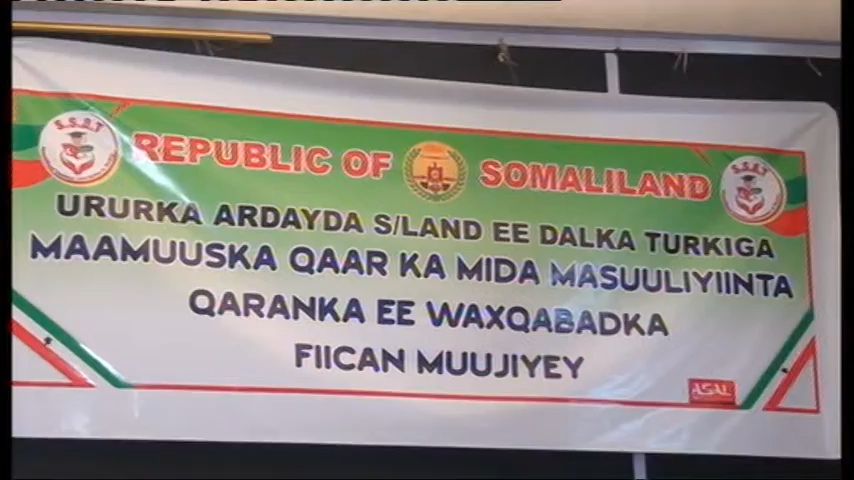 S.S.S.T
REPUBLIC OF SOMALILAND
S.S.S.T
URURKA ARDAYDA S/LAND EE DALKA TURKIGA
MAAMUUSKA QAAR KA MIDA MASUULIYIINTA
QARANKA EE WAXQABADKA
FIICAN MUUJIYEY
ASAL